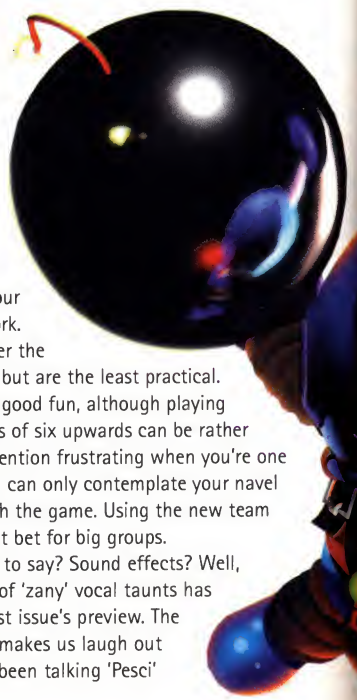 our
rk.
er the
but are the least practical.
good fun, although playing
s of six upwards can be rather
ention frustrating when you're one
can only contemplate your navel
h the game. Using the new team
t bet for big groups.
to say? Sound effects? Well,
of 'zany' vocal taunts has
st issue's preview. The
makes us laugh out
been talking 'Pesci'